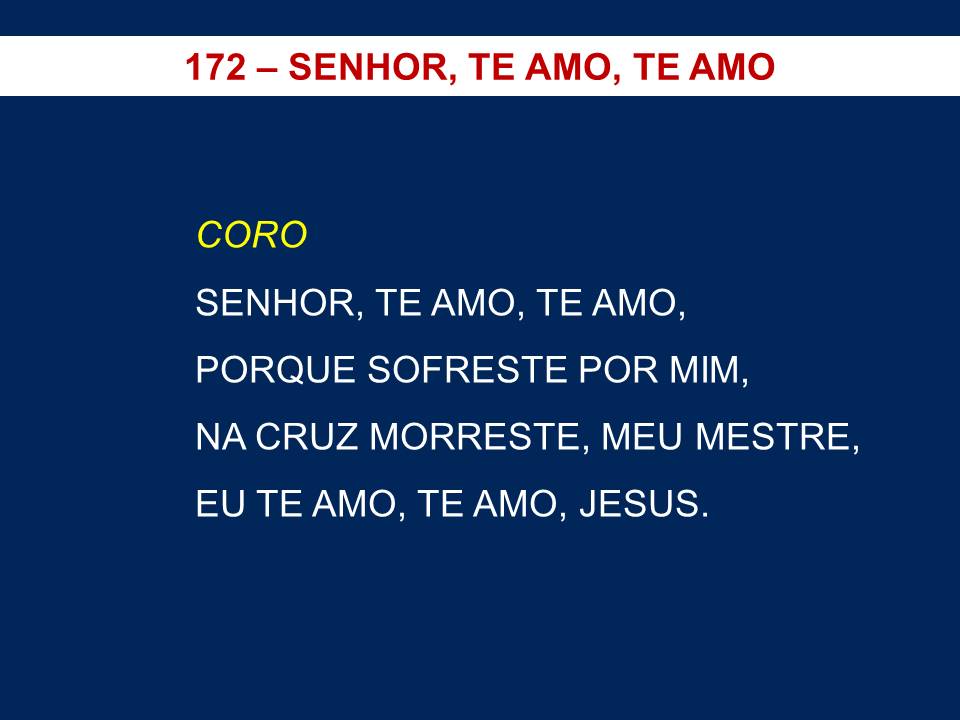 172 – SENHOR, TE AMO, TE AMO
CORO
SENHOR, TE AMO, TE AMO,
PORQUE SOFRESTE POR MIM,
NA CRUZ MORRESTE, MEU MESTRE,
EU TE AMO, TE AMO, JESUS.